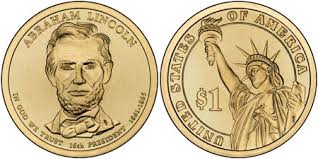 ABRAHAM LINCOLN
IN GOD WE TRUST 16th PRESIDENT 1861-1865
UNITED STATES OF AMERICA
$1